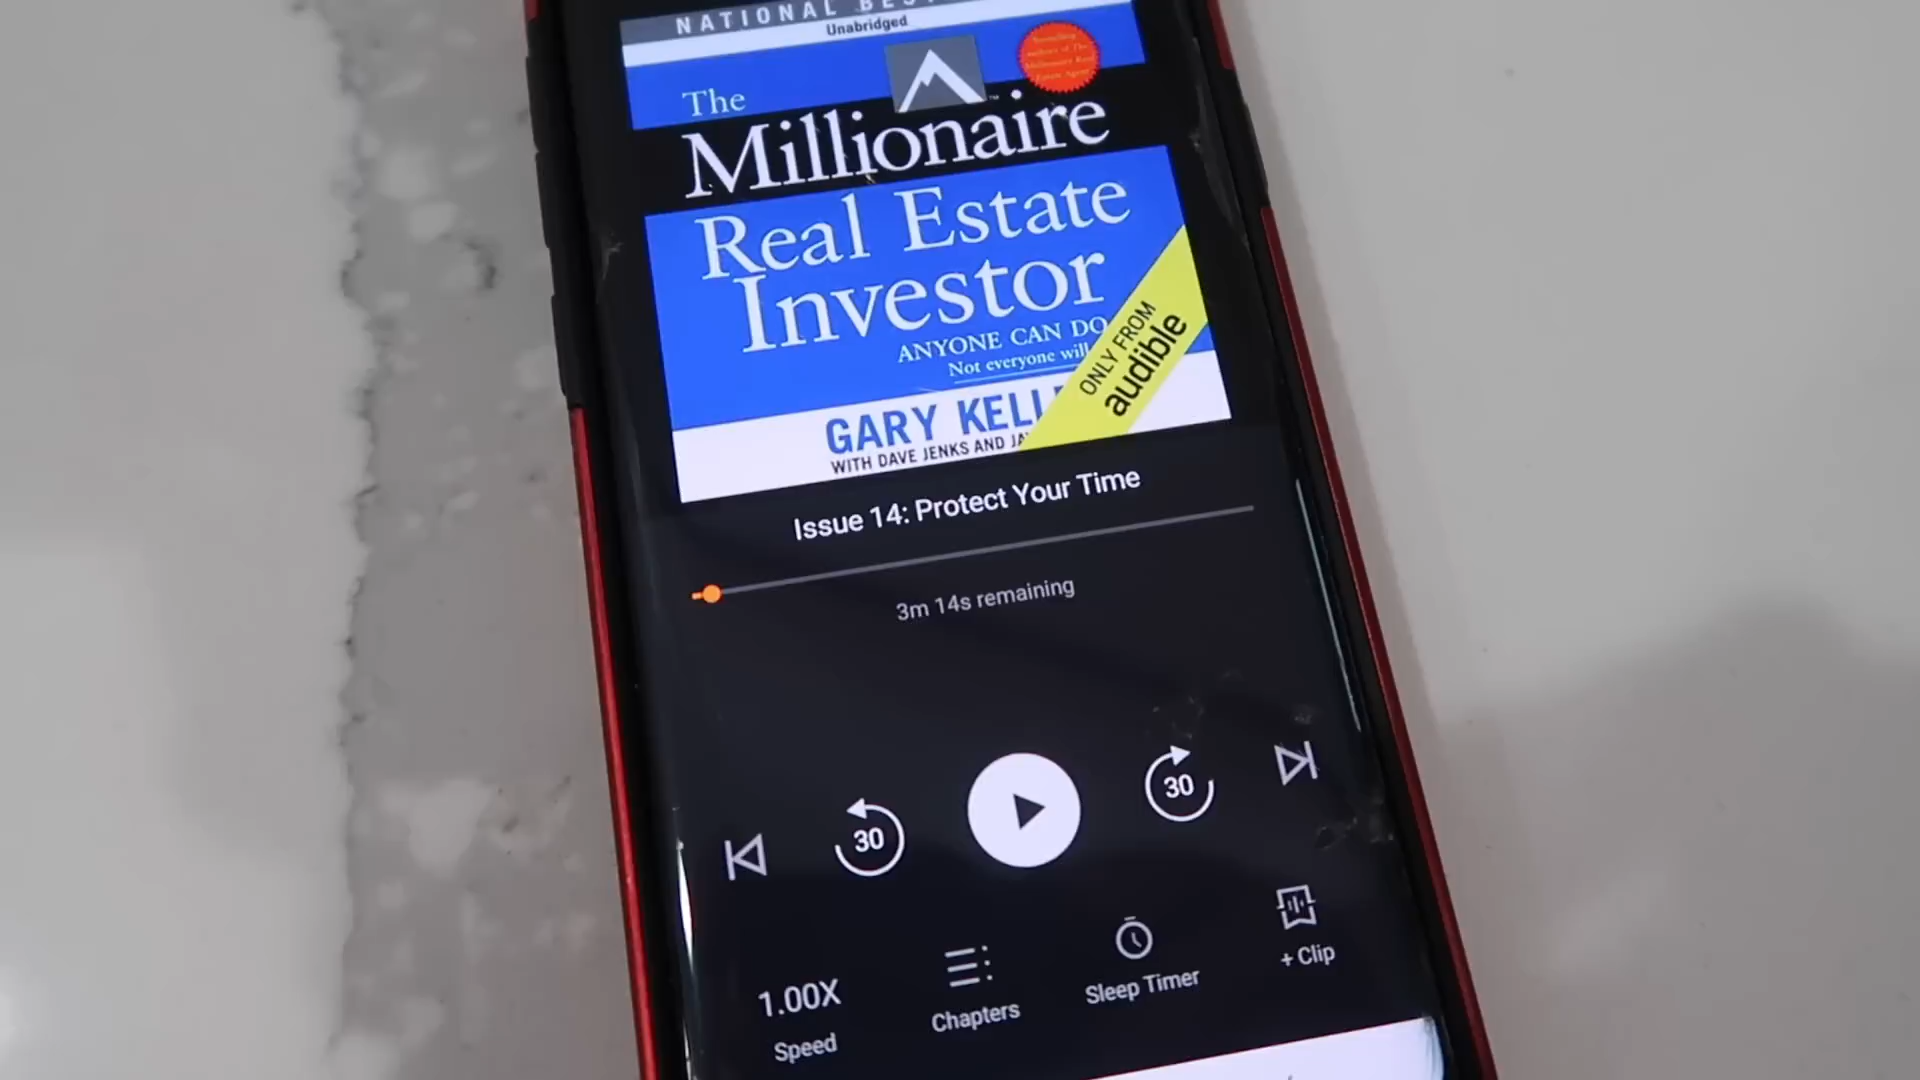 NATIONAL
Unabridged
The
Millionaire
Real Estate
Investor
ANYONE CAN DO
Not everyone will
GARY KELL
WITH DAVE JENKS AND JA
ONLY FROM
audible
Issue 14: Protect Your Time
3m 14s remaining
30
30
1.00X
Speed
Chapters
Sleep Timer
+ Clip